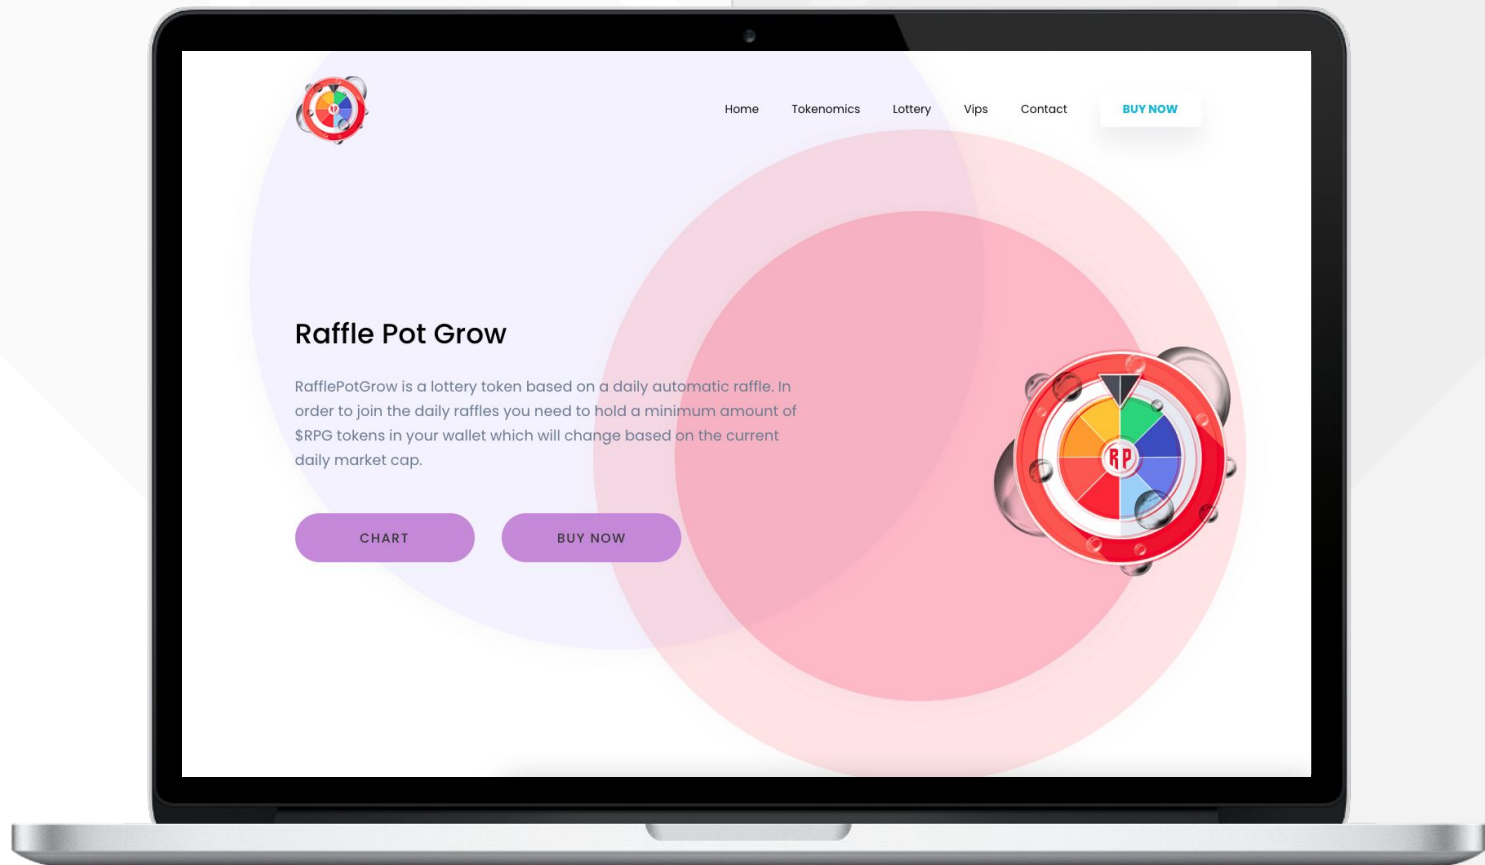 Home Tokenomics Lottery Vips Contact BUY NOW
Raffle Pot Grow
RafflePotGrow is a lottery token based on a daily automatic raffle. In
order to join the daily raffles you need to hold a minimum amount of
$RPG tokens in your wallet which will change based on the current
daily market cap.
RP
CHART BUY NOW